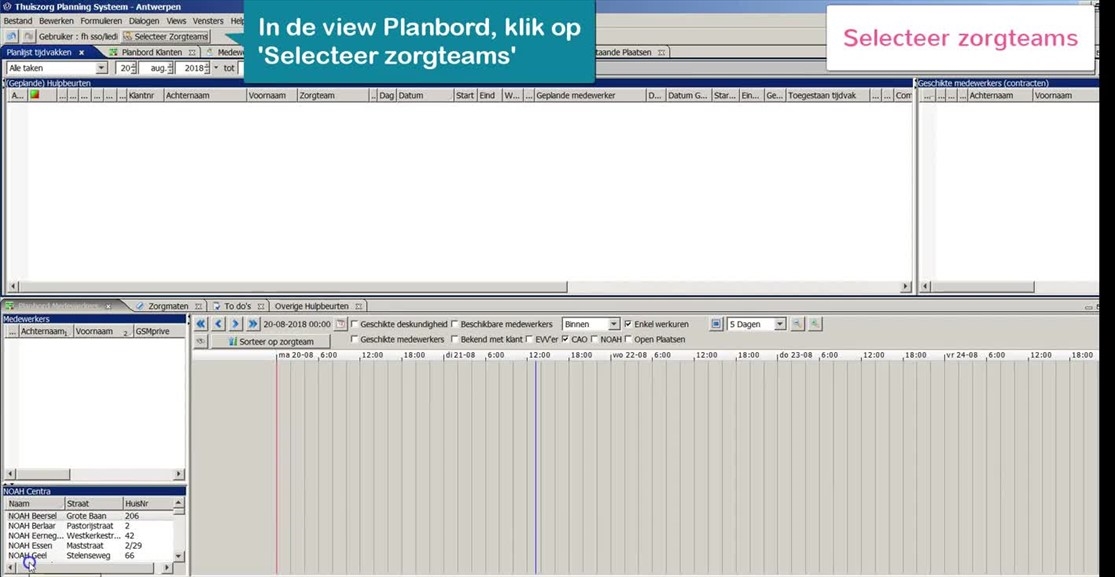 Thuiszorg Planning Systeem - Antwerpen
Bestand Bewerken Formulieren Dialogen Views Vensters Help
In de view Planbord, klik op
'Selecteer zorgteams'
Selecteer zorgteams
Gebruiker : fh sso/ledi Selecteer Zorgteams
Planlijst tijdvakken Planbord Klanten Medew taande Plaatsen
Alle taken 20 aug. 2018 tot
(Geplande) Hulpbeurten
Geschikte medewerkers (contracten)
A... ... ... ... ... ... ... Klantnr Achternaam Voornaam Zorgteam .. Dag Datum Start Eind W... ... Geplande medewerker D... Datum G... Star... Ein... Ge... Toegestaan tijdvak ... ... Com
... ... ... ... Achternaam Voornaam
Zorgmaten To do's Overige Hulpbeurten
Medewerkers
... Achternaam 1 Voornaam 2 GSMprive
20-08-2018 00:00 Geschikte deskundigheid Beschikbare medewerkers Binnen Enkel werkuren 5 Dagen
Sorteer op zorgteam Geschikte medewerkers Bekend met klant EVV'er CAO NOAH Open Plaatsen
ma 20-08 6:00 12:00 18:00 di 21-08 6:00 12:00 18:00 wo 22-08 6:00 12:00 18:00 do 23-08 6:00 12:00 18:00 vr 24-08 6:00 12:00 18:00
NOAH Centra
Naam Straat HuisNr
NOAH Beersel Grote Baan 206
NOAH Berlaar Pastorijstraat 2
NOAH Eerneg... Westkerkestr... 42
NOAH Essen Maststraat 2/29
NOAH Geel Stelenseweg 66